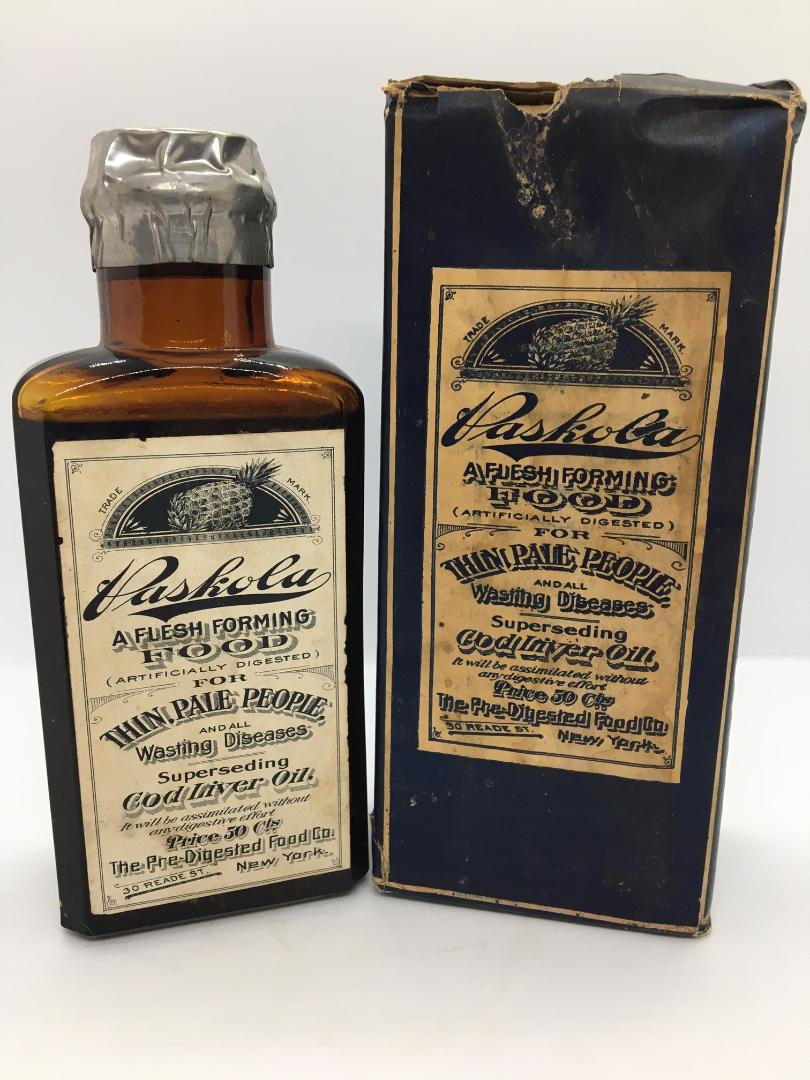 TRADE MARK
Paskola
A FLESH FORMING
FOOD
(ARTIFICIALLY DIGESTED)
FOR
THIN, PALE PEOPLE,
AND ALL
Wasting Diseases
Superseding
Cod Liver Oil.
It will be assimilated without
any digestive effort
Price 50 Cts
The Pre-Digested Food Co.
30 READE ST. New York.
TRADE MARK.
Paskola
A FLESH FORMING
FOOD
(ARTIFICIALLY DIGESTED)
FOR
THIN, PALE PEOPLE,
AND ALL
Wasting Diseases
Superseding
Cod Liver Oil.
It will be assimilated without
any digestive effort
Price 50 Cts
The Pre-Digested Food Co.
30 READE ST. New York.